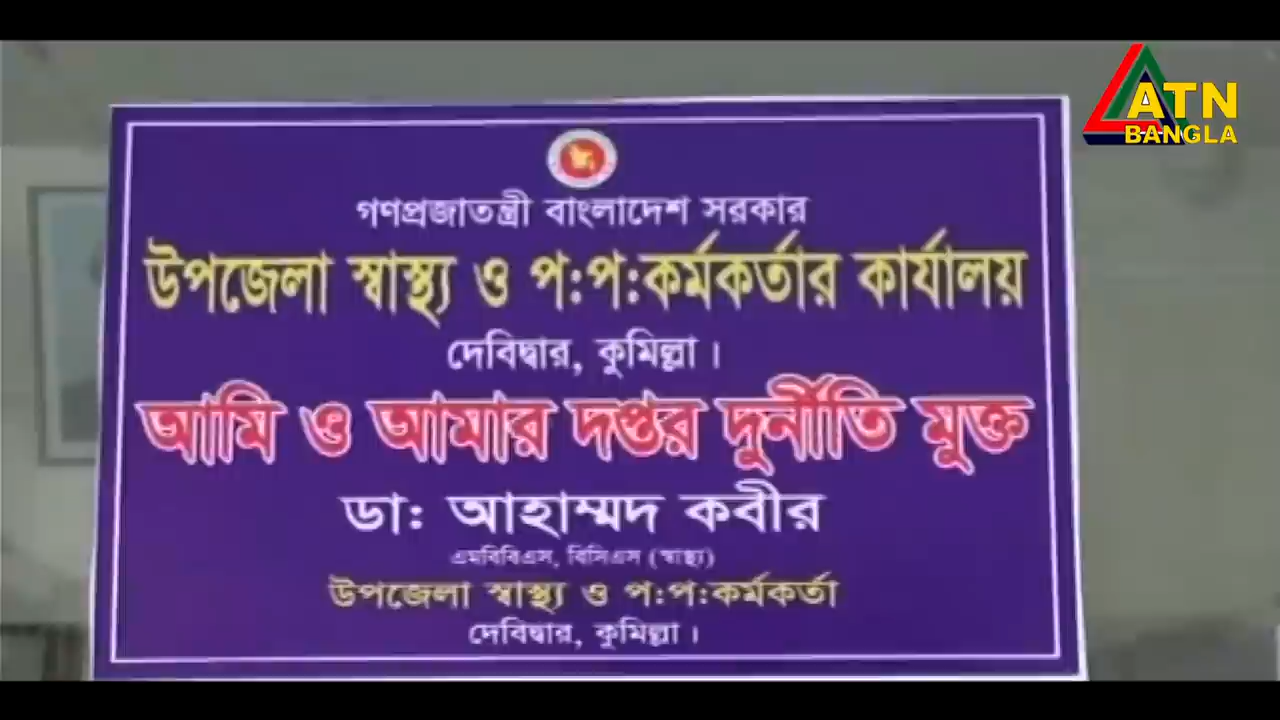 ATN
BANGLA
গণপ্রজাতন্ত্রী বাংলাদেশ সরকার
উপজেলা স্বাস্থ্য ও প:প:কর্মকর্তার কার্যালয়
দেবিদ্বার, কুমিল্লা।
আমি ও আমার দপ্তর দুর্নীতি মুক্ত
ডা: আহাম্মদ কবীর
এমবিবিএস, বিসিএস (স্বাস্থ্য)
উপজেলা স্বাস্থ্য ও প:প:কর্মকর্তা
দেবিদ্বার, কুমিল্লা।